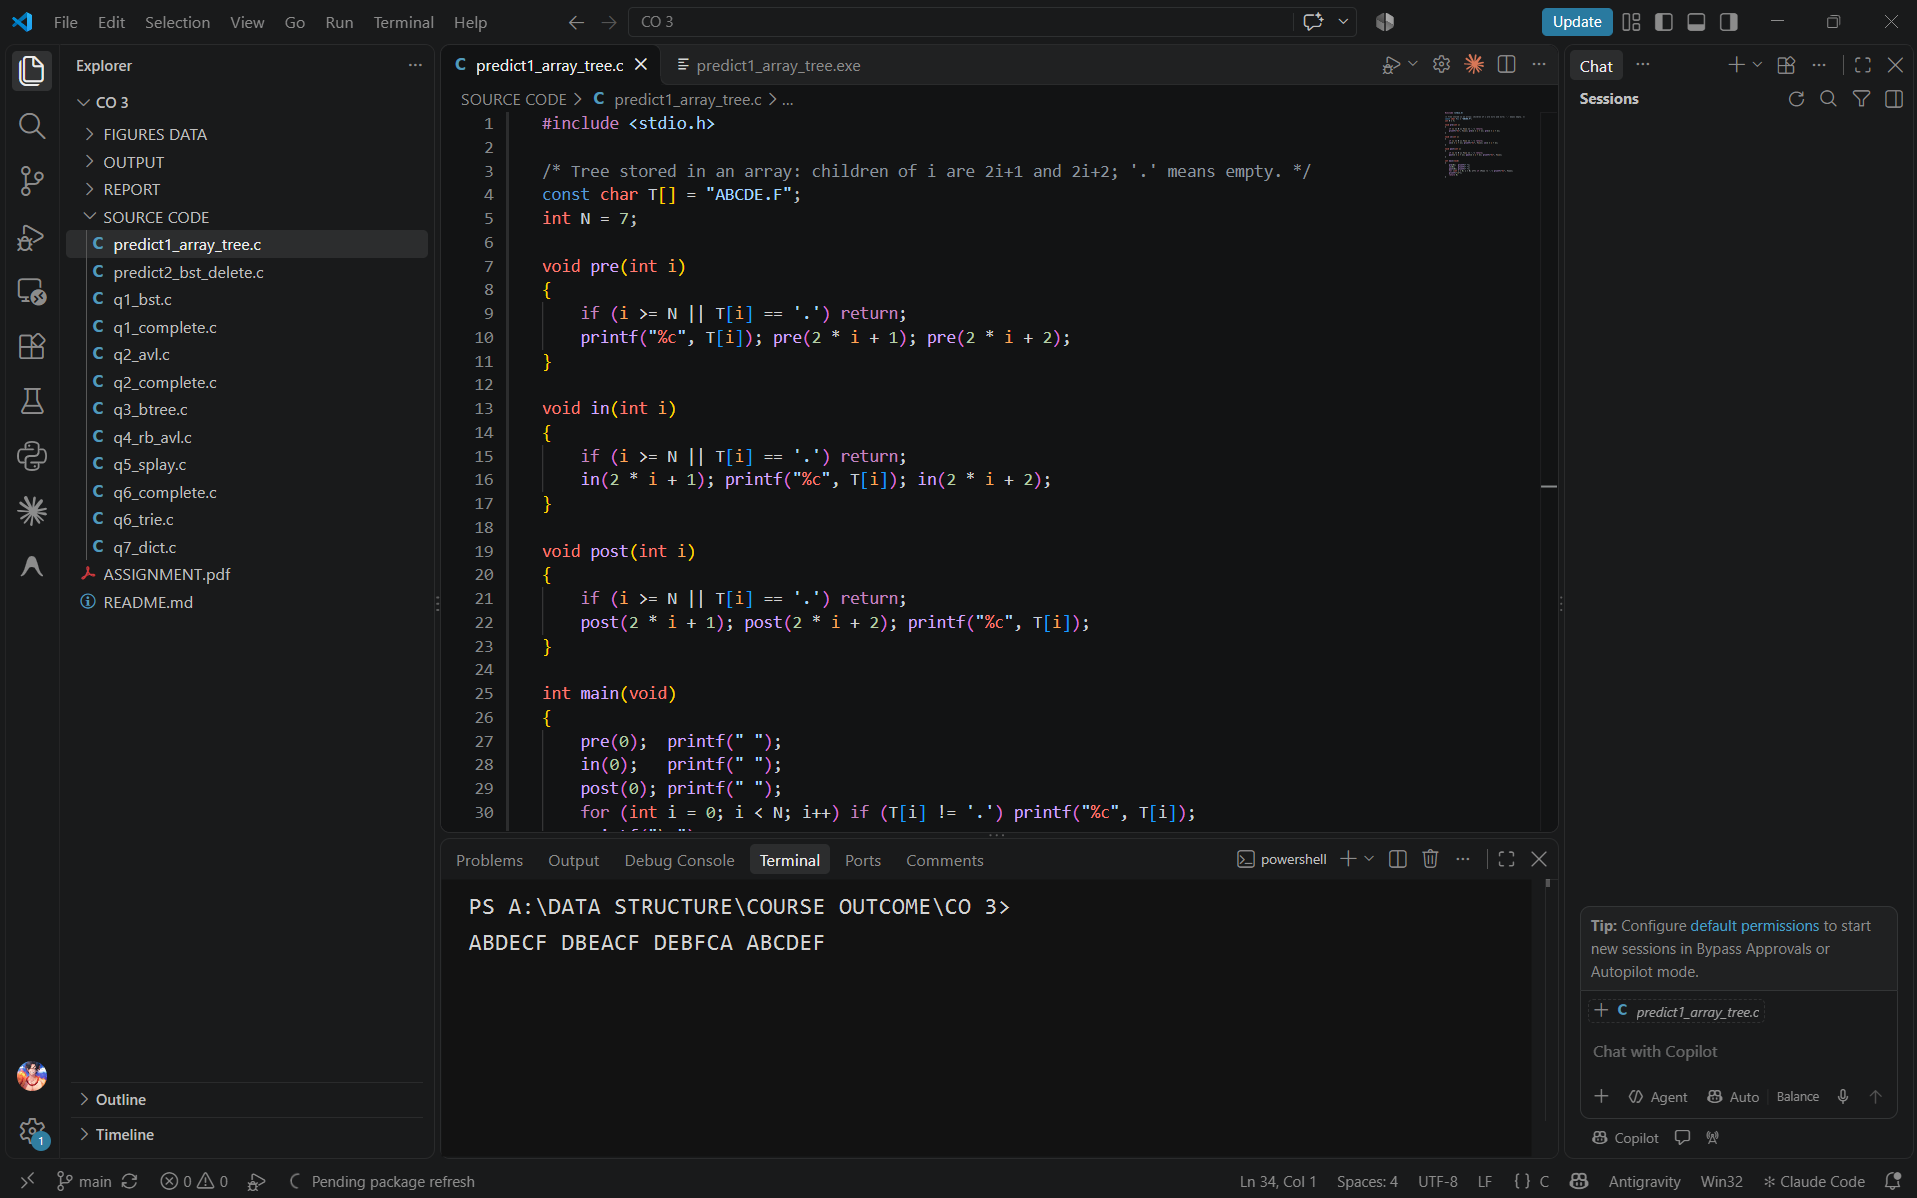 File Edit Selection View Go Run Terminal Help
CO 3
Update
Explorer
CO 3
FIGURES DATA
OUTPUT
REPORT
SOURCE CODE
C predict1_array_tree.c
C predict2_bst_delete.c
C q1_bst.c
C q1_complete.c
C q2_avl.c
C q2_complete.c
C q3_btree.c
C q4_rb_avl.c
C q5_splay.c
C q6_complete.c
C q6_trie.c
C q7_dict.c
ASSIGNMENT.pdf
README.md
Outline
Timeline
1
C predict1_array_tree.c
predict1_array_tree.exe
SOURCE CODE > C predict1_array_tree.c > ...
1 #include <stdio.h>
2
3 /* Tree stored in an array: children of i are 2i+1 and 2i+2; '.' means empty. */
4 const char T[] = "ABCDE.F";
5 int N = 7;
6
7 void pre(int i)
8 {
9     if (i >= N || T[i] == '.') return;
10     printf("%c", T[i]); pre(2 * i + 1); pre(2 * i + 2);
11 }
12
13 void in(int i)
14 {
15     if (i >= N || T[i] == '.') return;
16     in(2 * i + 1); printf("%c", T[i]); in(2 * i + 2);
17 }
18
19 void post(int i)
20 {
21     if (i >= N || T[i] == '.') return;
22     post(2 * i + 1); post(2 * i + 2); printf("%c", T[i]);
23 }
24
25 int main(void)
26 {
27     pre(0);  printf(" ");
28     in(0);   printf(" ");
29     post(0); printf(" ");
30     for (int i = 0; i < N; i++) if (T[i] != '.') printf("%c", T[i]);
Problems Output Debug Console Terminal Ports Comments
powershell
PS A:\DATA STRUCTURE\COURSE OUTCOME\CO 3>
ABDECF DBEACF DEBFCA ABCDEF
Chat
Sessions
Tip: Configure default permissions to start
new sessions in Bypass Approvals or
Autopilot mode.
C predict1_array_tree.c
Chat with Copilot
Agent Auto Balance
Copilot
main 0 0 Pending package refresh
Ln 34, Col 1 Spaces: 4 UTF-8 LF {} C Antigravity Win32 Claude Code